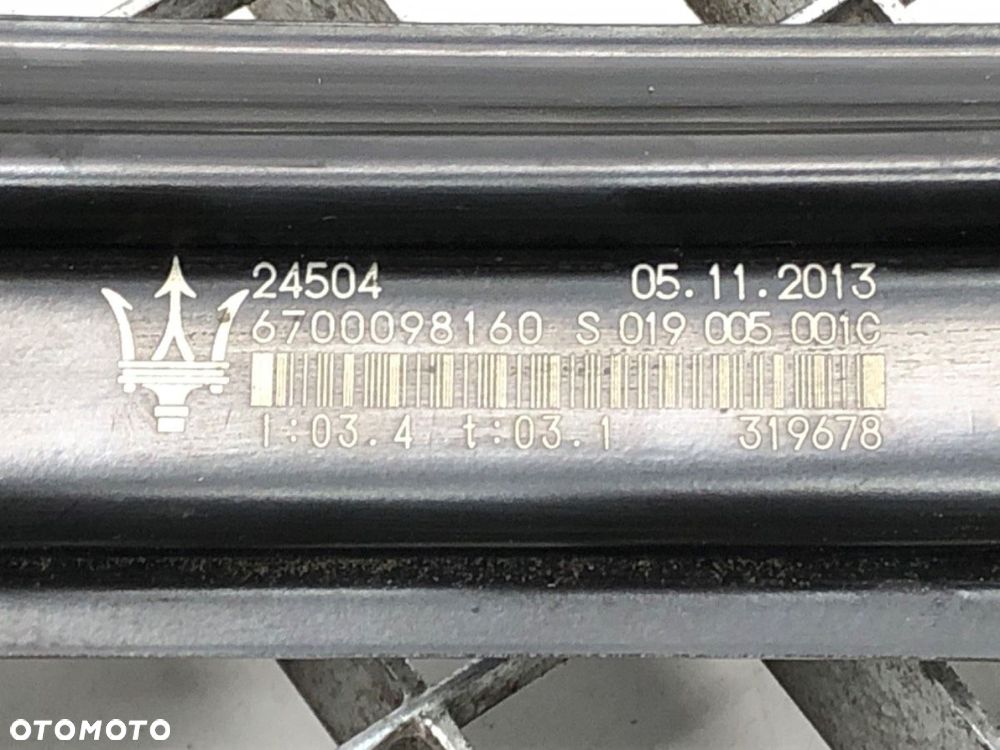 24504 05.11.2013
6700098160 S 019 005 001C
l:03.4 t:03.1 319678
OTOMOTO